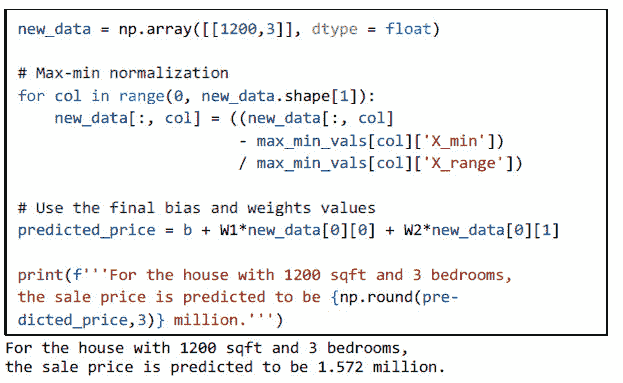 new_data = np.array([[1200,3]], dtype = float)
# Max-min normalization
for col in range(0, new_data.shape[1]):
    new_data[:, col] = ((new_data[:, col]
                        - max_min_vals[col]['X_min'])
                        / max_min_vals[col]['X_range'])
# Use the final bias and weights values
predicted_price = b + W1*new_data[0][0] + W2*new_data[0][1]
print(f'''For the house with 1200 sqft and 3 bedrooms,
the sale price is predicted to be {np.round(pre-
dicted_price,3)} million.''')
For the house with 1200 sqft and 3 bedrooms,
the sale price is predicted to be 1.572 million.